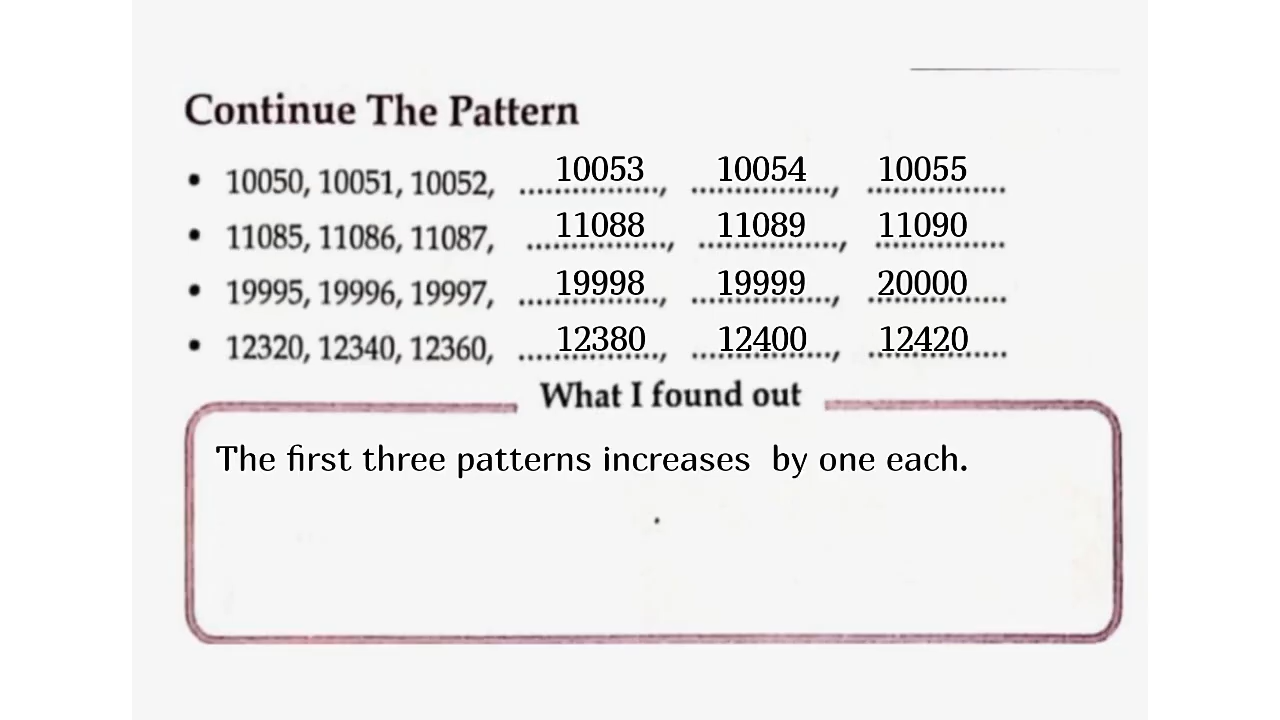 Continue The Pattern
• 10050, 10051, 10052, ..............., 10053 ..............., 10054 ............... 10055
• 11085, 11086, 11087, ..............., 11088 ..............., 11089 ............... 11090
• 19995, 19996, 19997, ..............., 19998 ..............., 19999 ............... 20000
• 12320, 12340, 12360, ..............., 12380 ..............., 12400 ............... 12420
What I found out
The first three patterns increases by one each.